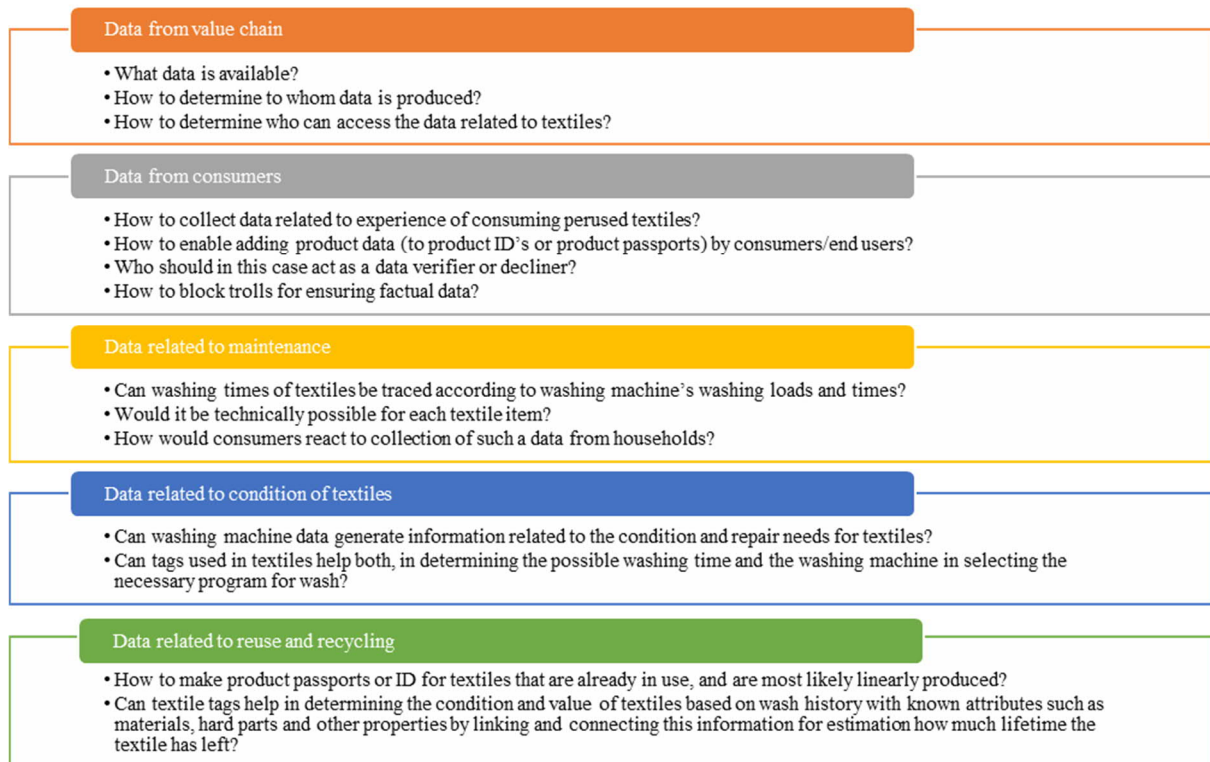 Data from value chain
• What data is available?
• How to determine to whom data is produced?
• How to determine who can access the data related to textiles?
Data from consumers
• How to collect data related to experience of consuming perused textiles?
• How to enable adding product data (to product ID's or product passports) by consumers/end users?
• Who should in this case act as a data verifier or decliner?
• How to block trolls for ensuring factual data?
Data related to maintenance
• Can washing times of textiles be traced according to washing machine's washing loads and times?
• Would it be technically possible for each textile item?
• How would consumers react to collection of such a data from households?
Data related to condition of textiles
• Can washing machine data generate information related to the condition and repair needs for textiles?
• Can tags used in textiles help both, in determining the possible washing time and the washing machine in selecting the
necessary program for wash?
Data related to reuse and recycling
• How to make product passports or ID for textiles that are already in use, and are most likely linearly produced?
• Can textile tags help in determining the condition and value of textiles based on wash history with known attributes such as
materials, hard parts and other properties by linking and connecting this information for estimation how much lifetime the
textile has left?